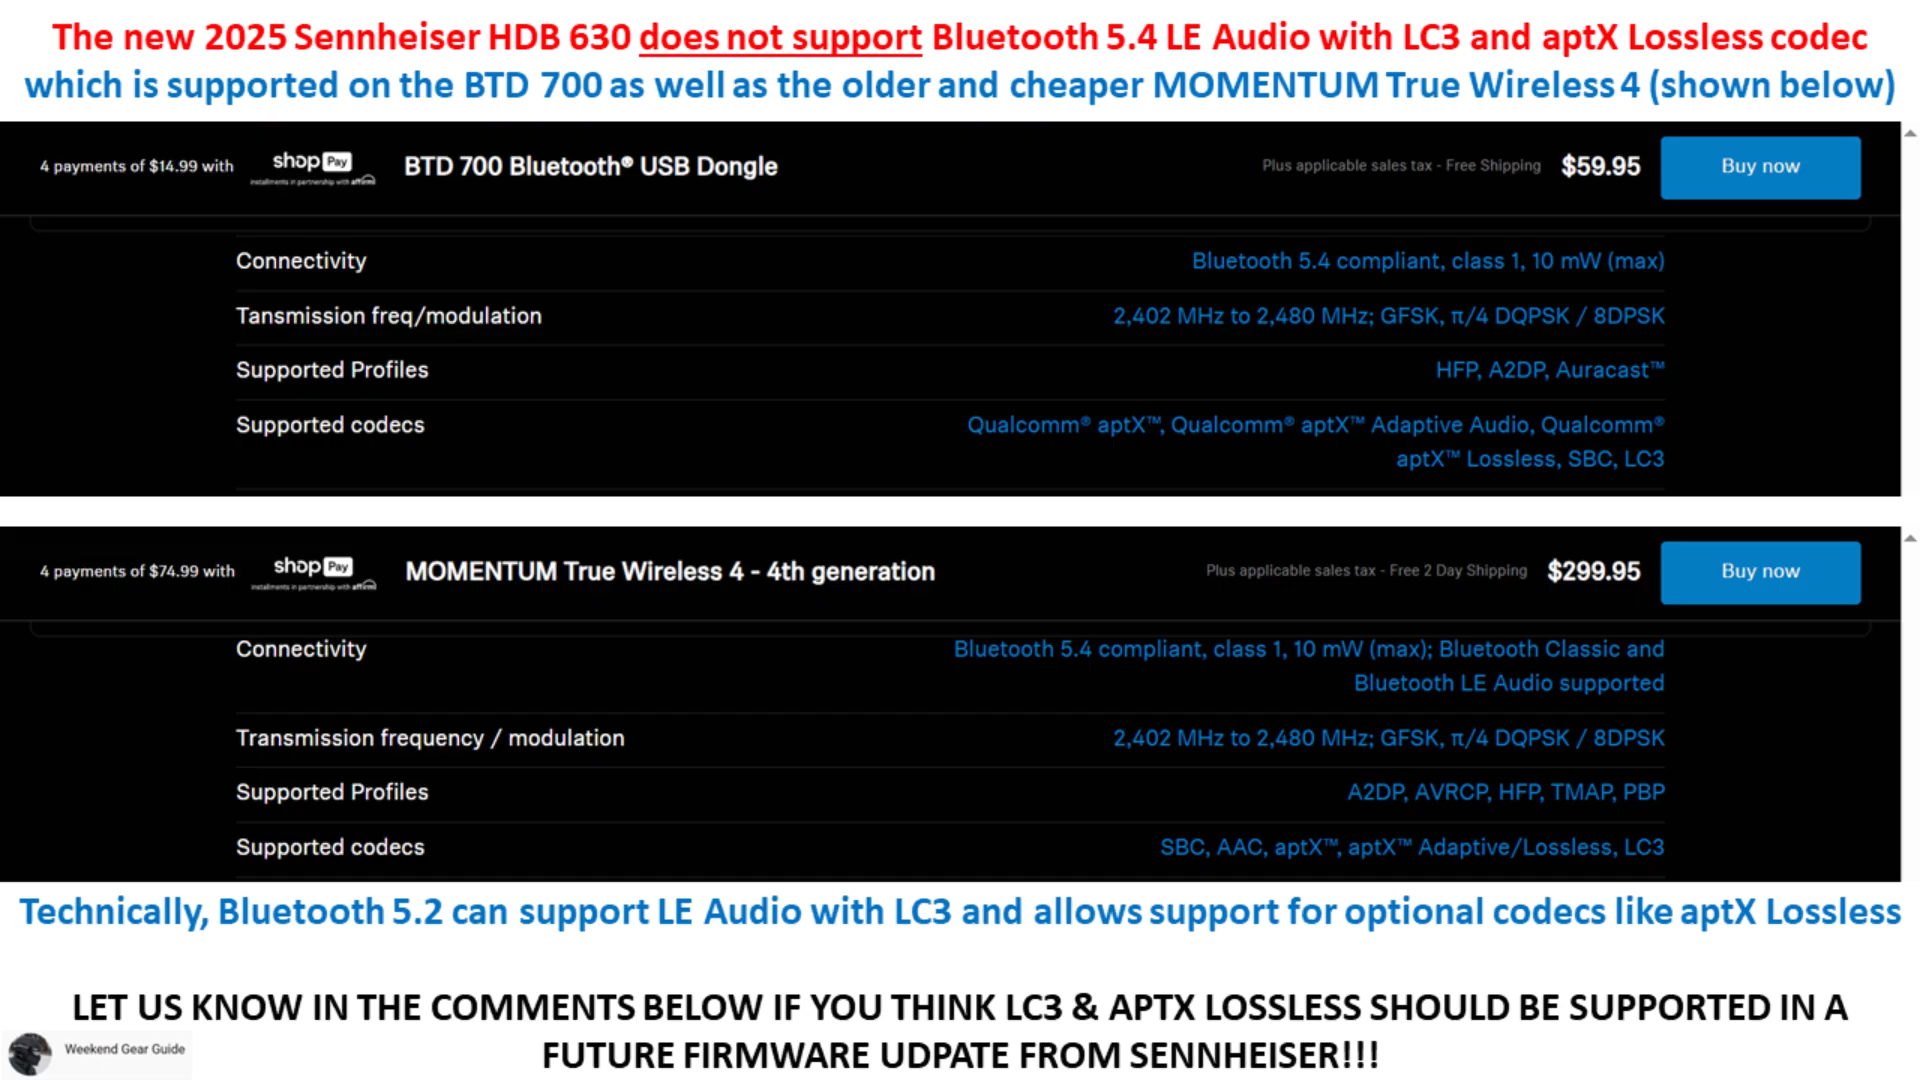 The new 2025 Sennheiser HDB 630 does not support Bluetooth 5.4 LE Audio with LC3 and aptX Lossless codec
which is supported on the BTD 700 as well as the older and cheaper MOMENTUM True Wireless 4 (shown below)
4 payments of $14.99 with
shop Pay
installments in partnership with affirm
BTD 700 Bluetooth® USB Dongle
Plus applicable sales tax - Free Shipping
$59.95
Buy now
Connectivity
Bluetooth 5.4 compliant, class 1, 10 mW (max)
Tansmission freq/modulation
2,402 MHz to 2,480 MHz; GFSK, π/4 DQPSK / 8DPSK
Supported Profiles
HFP, A2DP, Auracast™
Supported codecs
Qualcomm® aptX™, Qualcomm® aptX™ Adaptive Audio, Qualcomm®
aptX™ Lossless, SBC, LC3
4 payments of $74.99 with
shop Pay
installments in partnership with affirm
MOMENTUM True Wireless 4 - 4th generation
Plus applicable sales tax - Free 2 Day Shipping
$299.95
Buy now
Connectivity
Bluetooth 5.4 compliant, class 1, 10 mW (max); Bluetooth Classic and
Bluetooth LE Audio supported
Transmission frequency / modulation
2,402 MHz to 2,480 MHz; GFSK, π/4 DQPSK / 8DPSK
Supported Profiles
A2DP, AVRCP, HFP, TMAP, PBP
Supported codecs
SBC, AAC, aptX™, aptX™ Adaptive/Lossless, LC3
Technically, Bluetooth 5.2 can support LE Audio with LC3 and allows support for optional codecs like aptX Lossless
LET US KNOW IN THE COMMENTS BELOW IF YOU THINK LC3 & APTX LOSSLESS SHOULD BE SUPPORTED IN A
FUTURE FIRMWARE UDPATE FROM SENNHEISER!!!
Weekend Gear Guide